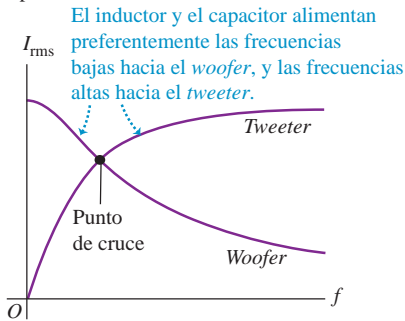 El inductor y el capacitor alimentan
preferentemente las frecuencias
bajas hacia el woofer, y las frecuencias
altas hacia el tweeter.
I rms
Tweeter
Punto
de cruce
Woofer
O
f